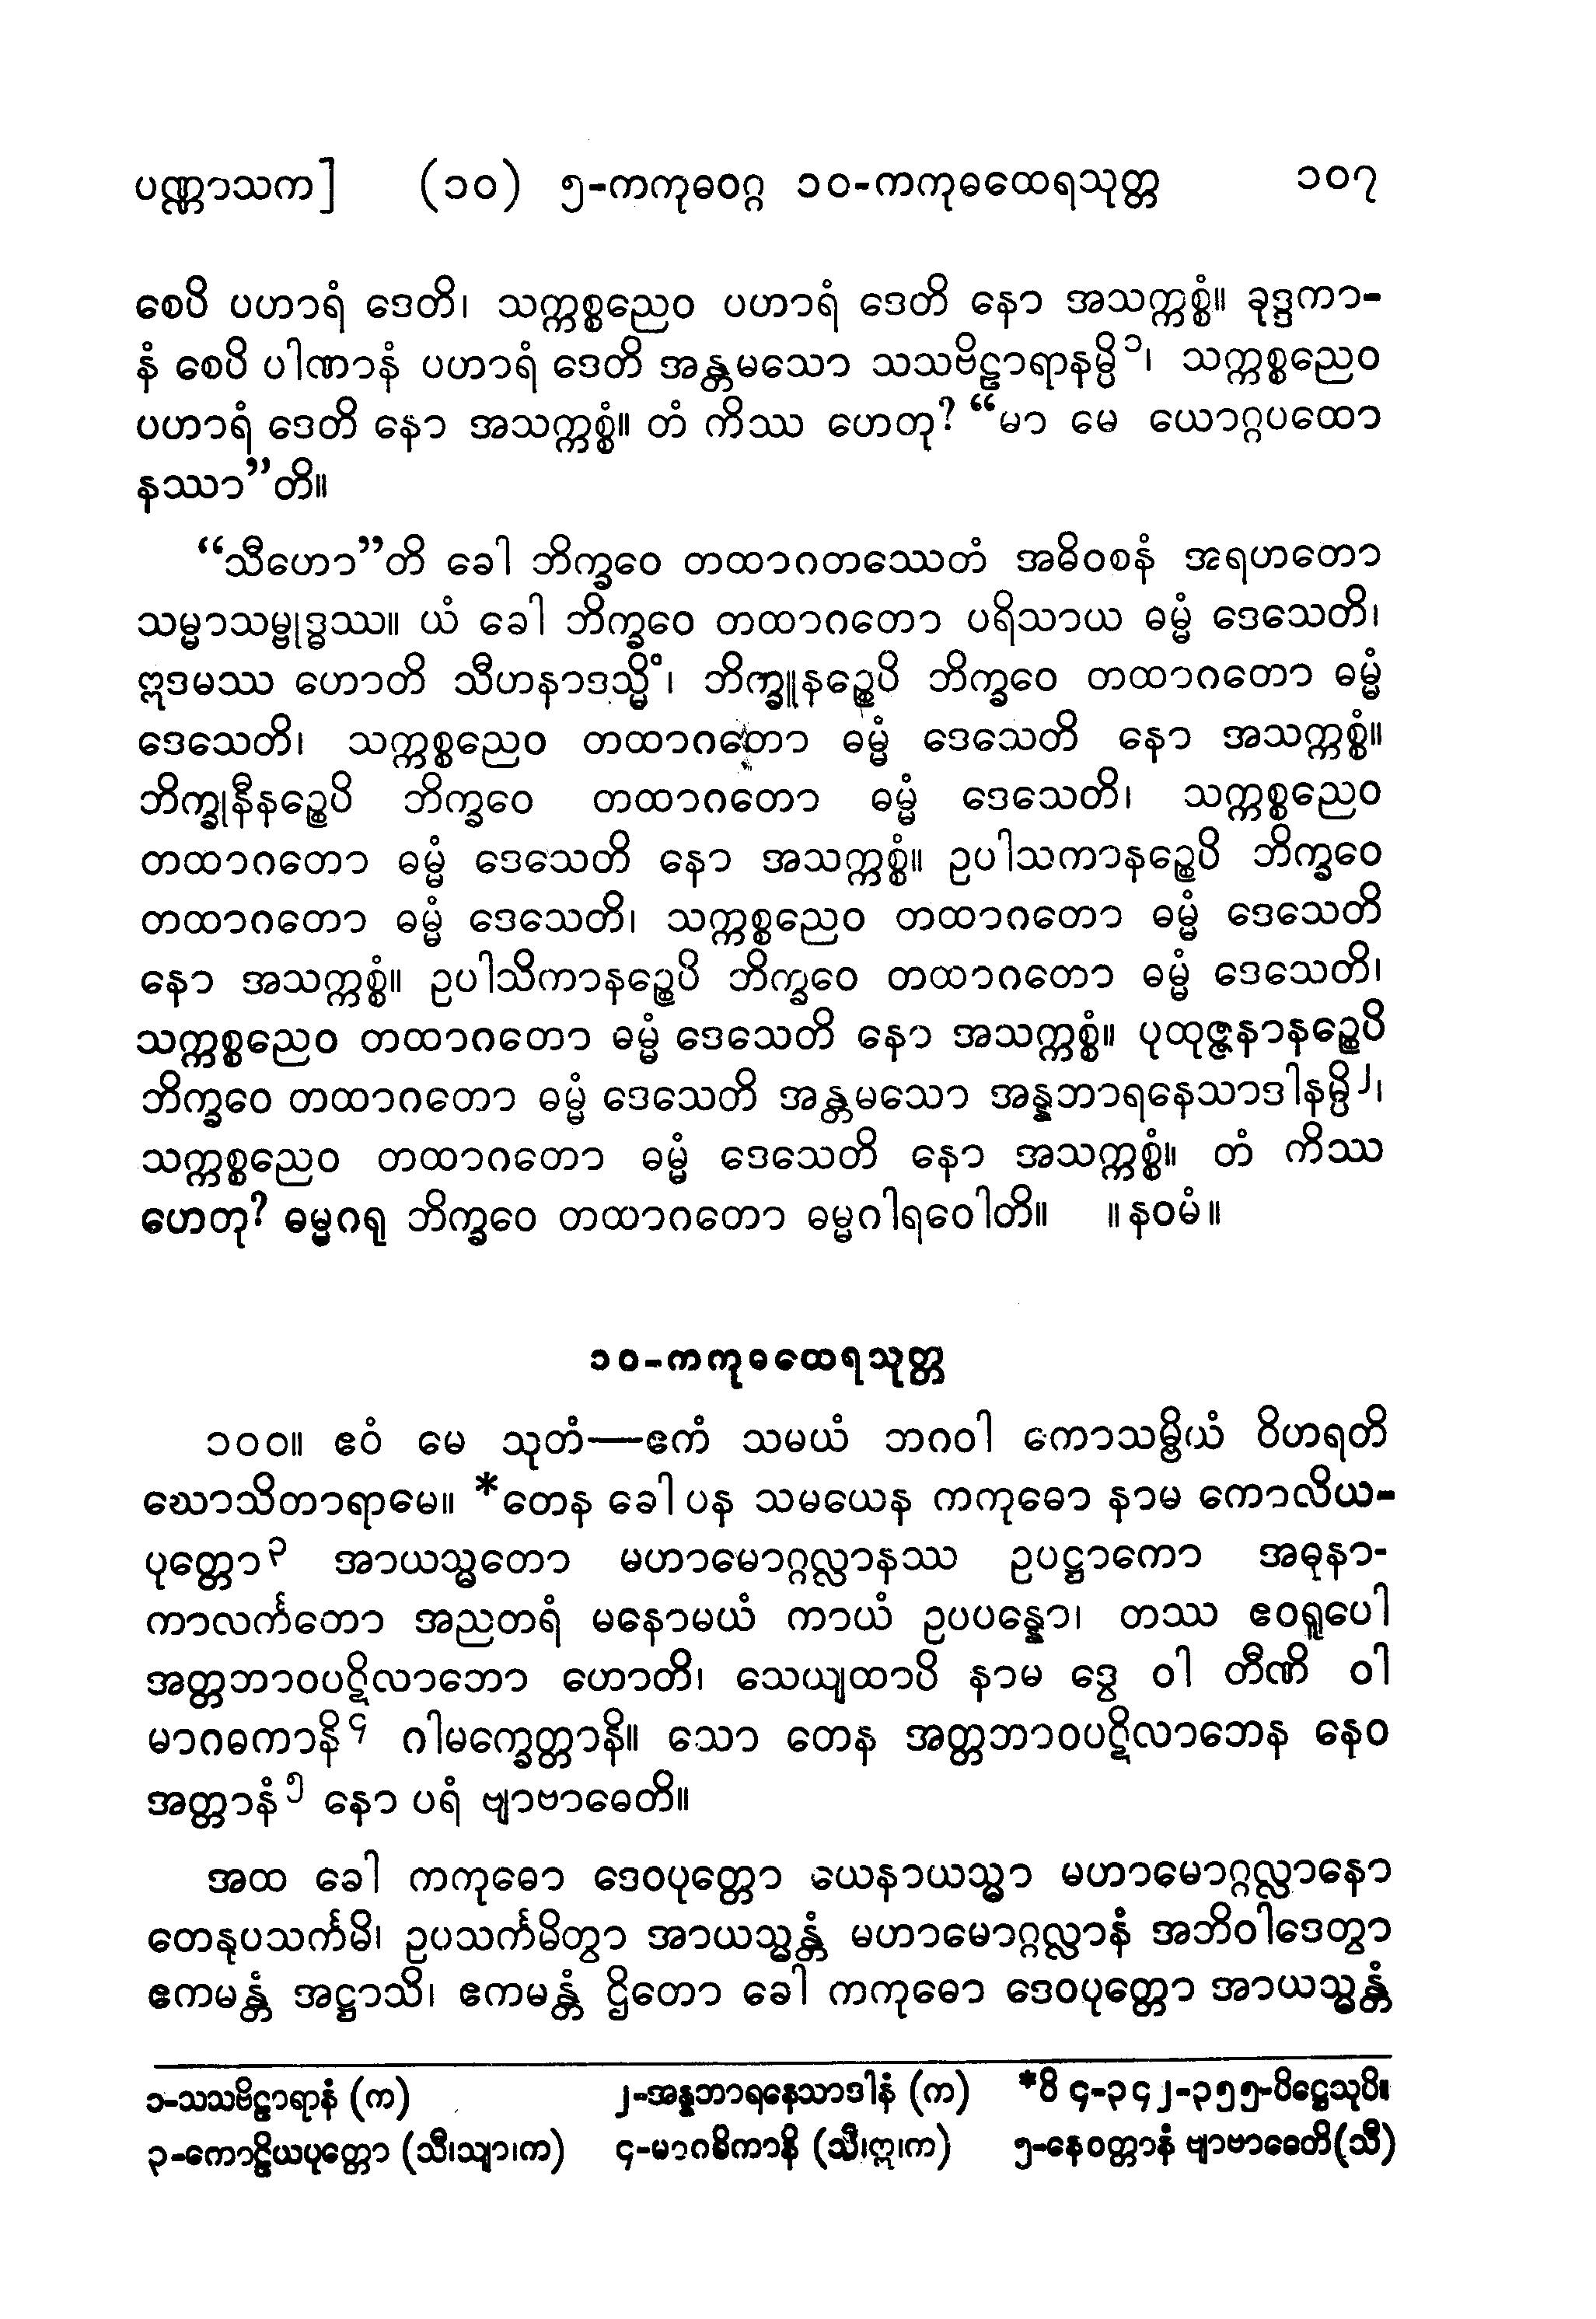 ပဏ္ဏာသက] (၁၀) ၅-ကကုဓဝဂ္ဂ ၁၀-ကကုဓထေရသုတ္တ ၁၀၇
စေပိ ပဟာရံ ဒေတိ၊ သက္ကစ္စညေဝ ပဟာရံ ဒေတိ နော အသက္ကစ္စံ။ ခုဒ္ဒကာ-
နံ စေပိ ပါဏာနံ ပဟာရံ ဒေတိ အန္တမသော သသဗိဠာရာနမ္ပိ၁၊ သက္ကစ္စညေဝ
ပဟာရံ ဒေတိ နော အသက္ကစ္စံ။ တံ ကိဿ ဟေတု? “မာ မေ ယောဂ္ဂပထော
နဿာ”တိ။
“သီဟော”တိ ခေါ ဘိက္ခဝေ တထာဂတဿေတံ အဓိဝစနံ အရဟတော
သမ္မာသမ္ဗုဒ္ဓဿ။ ယံ ခေါ ဘိက္ခဝေ တထာဂတော ပရိသာယ ဓမ္မံ ဒေသေတိ၊
ဣဒမဿ ဟောတိ သီဟနာဒသ္မိံ၊ ဘိက္ခူနဉ္စေပိ ဘိက္ခဝေ တထာဂတော ဓမ္မံ
ဒေသေတိ၊ သက္ကစ္စညေဝ တထာဂတော ဓမ္မံ ဒေသေတိ နော အသက္ကစ္စံ။
ဘိက္ခုနီနဉ္စေပိ ဘိက္ခဝေ တထာဂတော ဓမ္မံ ဒေသေတိ၊ သက္ကစ္စညေဝ
တထာဂတော ဓမ္မံ ဒေသေတိ နော အသက္ကစ္စံ။ ဥပါသကာနဉ္စေပိ ဘိက္ခဝေ
တထာဂတော ဓမ္မံ ဒေသေတိ၊ သက္ကစ္စညေဝ တထာဂတော ဓမ္မံ ဒေသေတိ
နော အသက္ကစ္စံ။ ဥပါသိကာနဉ္စေပိ ဘိက္ခဝေ တထာဂတော ဓမ္မံ ဒေသေတိ၊
သက္ကစ္စညေဝ တထာဂတော ဓမ္မံ ဒေသေတိ နော အသက္ကစ္စံ။ ပုထုဇ္ဇနာနဉ္စေပိ
ဘိက္ခဝေ တထာဂတော ဓမ္မံ ဒေသေတိ အန္တမသော အန္နဘာရနေသာဒါနမ္ပိ၂၊
သက္ကစ္စညေဝ တထာဂတော ဓမ္မံ ဒေသေတိ နော အသက္ကစ္စံ။ တံ ကိဿ
ဟေတု? ဓမ္မဂရု ဘိက္ခဝေ တထာဂတော ဓမ္မဂါရဝေါတိ။ ။နဝမံ။
၁၀-ကကုဓထေရသုတ္တ
၁၀၀။ ဧဝံ မေ သုတံ—ဧကံ သမယံ ဘဂဝါ ကောသမ္ဗိယံ ဝိဟရတိ
ဃောသိတာရာမေ။ *တေန ခေါ ပန သမယေန ကကုဓော နာမ ကောလိယ-
ပုတ္တော၃ အာယသ္မတော မဟာမောဂ္ဂလ္လာနဿ ဥပဋ္ဌာကော အဓုနာ-
ကာလင်္ကတော အညတရံ မနောမယံ ကာယံ ဥပပန္နော၊ တဿ ဧဝရူပေါ
အတ္တဘာဝပဋိလာဘော ဟောတိ၊ သေယျထာပိ နာမ ဒွေ ဝါ တီဏိ ဝါ
မာဂဓကာနိ၄ ဂါမက္ခေတ္တာနိ။ သော တေန အတ္တဘာဝပဋိလာဘေန နေဝ
အတ္တာနံ၅ နော ပရံ ဗျာဗာဓေတိ။
အထ ခေါ ကကုဓော ဒေဝပုတ္တော ယေနာယသ္မာ မဟာမောဂ္ဂလ္လာနော
တေနုပသင်္ကမိ၊ ဥပသင်္ကမိတွာ အာယသ္မန္တံ မဟာမောဂ္ဂလ္လာနံ အဘိဝါဒေတွာ
ဧကမန္တံ အဋ္ဌာသိ၊ ဧကမန္တံ ဌိတော ခေါ ကကုဓော ဒေဝပုတ္တော အာယသ္မန္တံ
၁-သသဗိဠာရာနံ (က) ၂-အန္နဘာရနေသာဒါနံ (က) *ဝိ ၄-၃၄၂-၃၅၅-ပိဋ္ဌေသုပိ။
၃-ကောဠိယပုတ္တော (သီ၊သျာ၊က) ၄-မာဂဓိကာနိ (သီ၊ဣ၊က) ၅-နေဝတ္တာနံ ဗျာဗာဓေတိ(သီ)